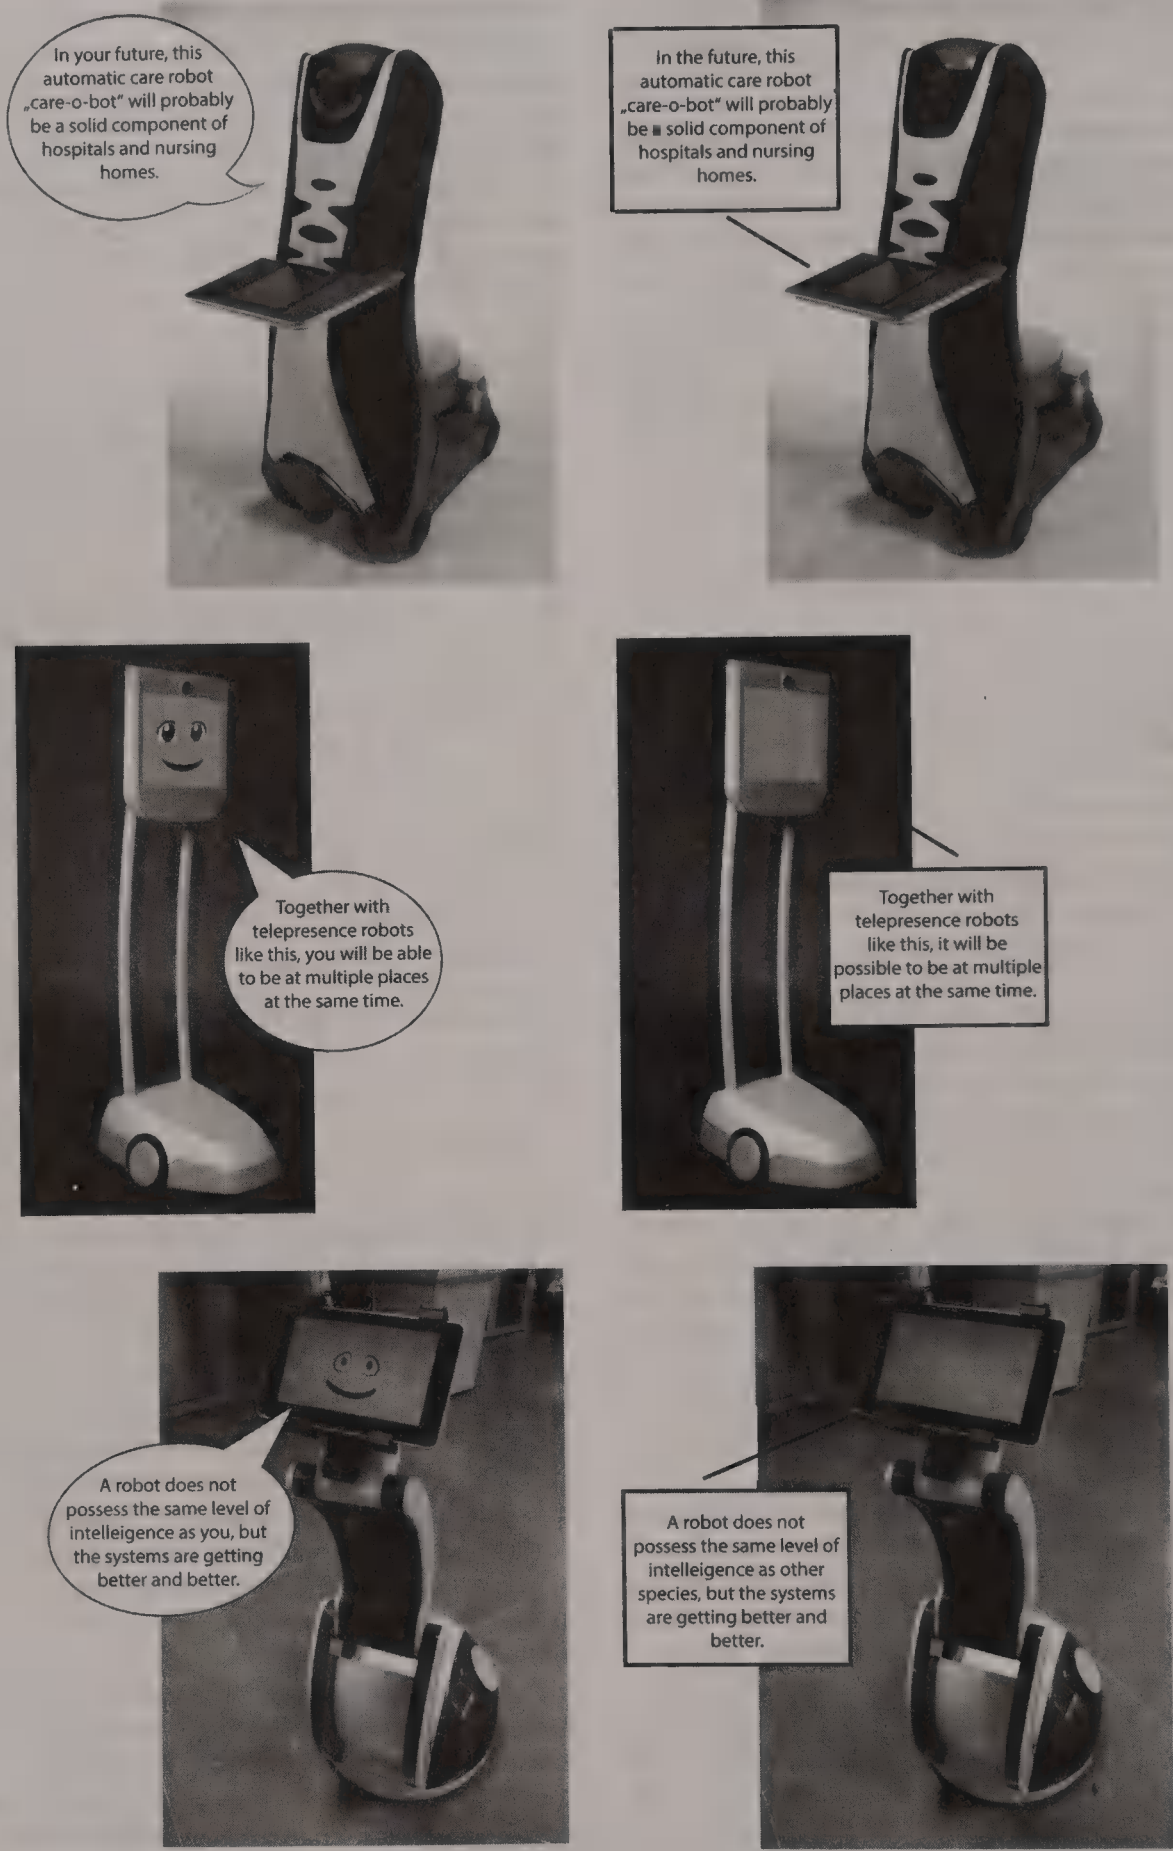 In your future, this
automatic care robot
„care-o-bot“ will probably
be a solid component of
hospitals and nursing
homes.
In the future, this
automatic care robot
„care-o-bot“ will probably
be solid component of
hospitals and nursing
homes.
Together with
telepresence robots
like this, you will be able
to be at multiple places
at the same time.
Together with
telepresence robots
like this, it will be
possible to be at multiple
places at the same time.
A robot does not
possess the same level of
intelleigence as you, but
the systems are getting
better and better.
A robot does not
possess the same level of
intelleigence as other
species, but the systems
are getting better and
better.